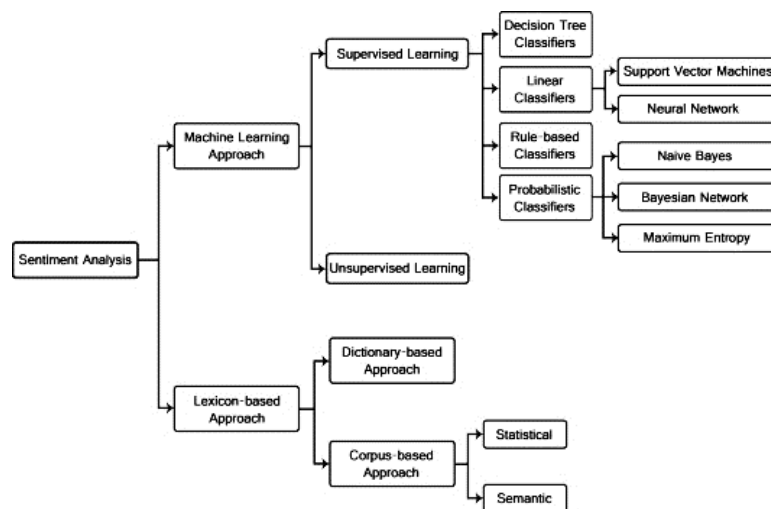 Decision Tree
Classifiers
Supervised Learning
Linear
Classifiers
Support Vector Machines
Neural Network
Machine Learning
Approach
Rule-based
Classifiers
Naive Bayes
Probabilistic
Classifiers
Bayesian Network
Maximum Entropy
Sentiment Analysis
Unsupervised Learning
Dictionary-based
Approach
Lexicon-based
Approach
Statistical
Corpus-based
Approach
Semantic